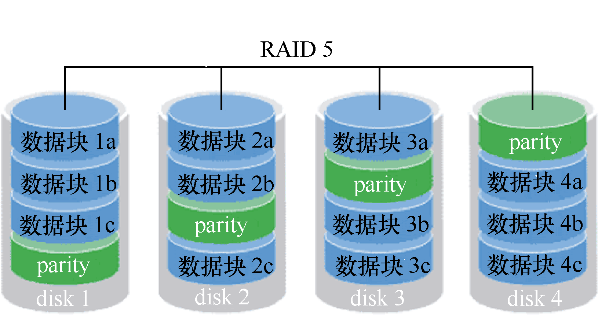 RAID 5
数据块 1a
数据块 1b
数据块 1c
parity
disk 1
数据块 2a
数据块 2b
parity
数据块 2c
disk 2
数据块 3a
parity
数据块 3b
数据块 3c
disk 3
parity
数据块 4a
数据块 4b
数据块 4c
disk 4